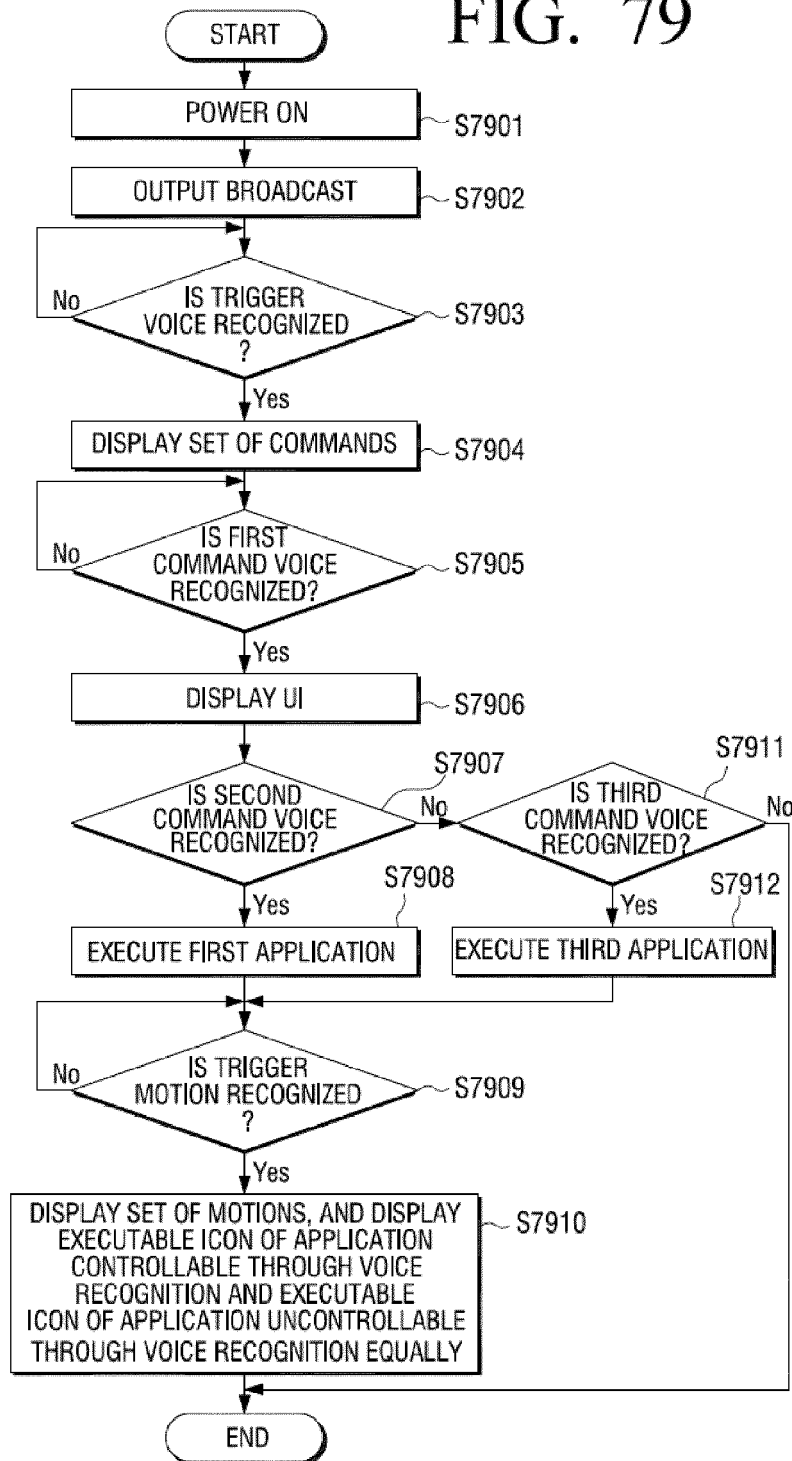 FIG. 79
START
POWER ON
S7901
OUTPUT BROADCAST
S7902
IS TRIGGER
VOICE RECOGNIZED
?
S7903
No
Yes
DISPLAY SET OF COMMANDS
S7904
IS FIRST
COMMAND VOICE
RECOGNIZED?
S7905
No
Yes
DISPLAY UI
S7906
IS SECOND
COMMAND VOICE
RECOGNIZED?
S7907
No
IS THIRD
COMMAND VOICE
RECOGNIZED?
S7911
No
Yes
S7908
EXECUTE FIRST APPLICATION
Yes
S7912
EXECUTE THIRD APPLICATION
IS TRIGGER
MOTION RECOGNIZED
?
S7909
No
Yes
DISPLAY SET OF MOTIONS, AND DISPLAY
EXECUTABLE ICON OF APPLICATION
CONTROLLABLE THROUGH VOICE
RECOGNITION AND EXECUTABLE
ICON OF APPLICATION UNCONTROLLABLE
THROUGH VOICE RECOGNITION EQUALLY
S7910
END